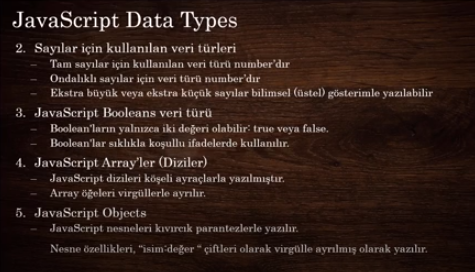 JavaScript Data Types
2. Sayılar için kullanılan veri türleri
– Tam sayılar için kullanılan veri türü number'dır
– Ondalıklı sayılar için veri türü number'dır
– Ekstra büyük veya ekstra küçük sayılar bilimsel (üstel) gösterimle yazılabilir
3. JavaScript Booleans veri türü
– Boolean'ların yalnızca iki değeri olabilir: true veya false.
– Boolean'lar sıklıkla koşullu ifadelerde kullanılır.
4. JavaScript Array'ler (Diziler)
– JavaScript dizileri köşeli ayraçlarla yazılmıştır.
– Array öğeleri virgüllerle ayrılır.
5. JavaScript Objects
– JavaScript nesneleri kıvırcık parantezlerle yazılır.
Nesne özellikleri, “isim:değer “ çiftleri olarak virgülle ayrılmış olarak yazılır.